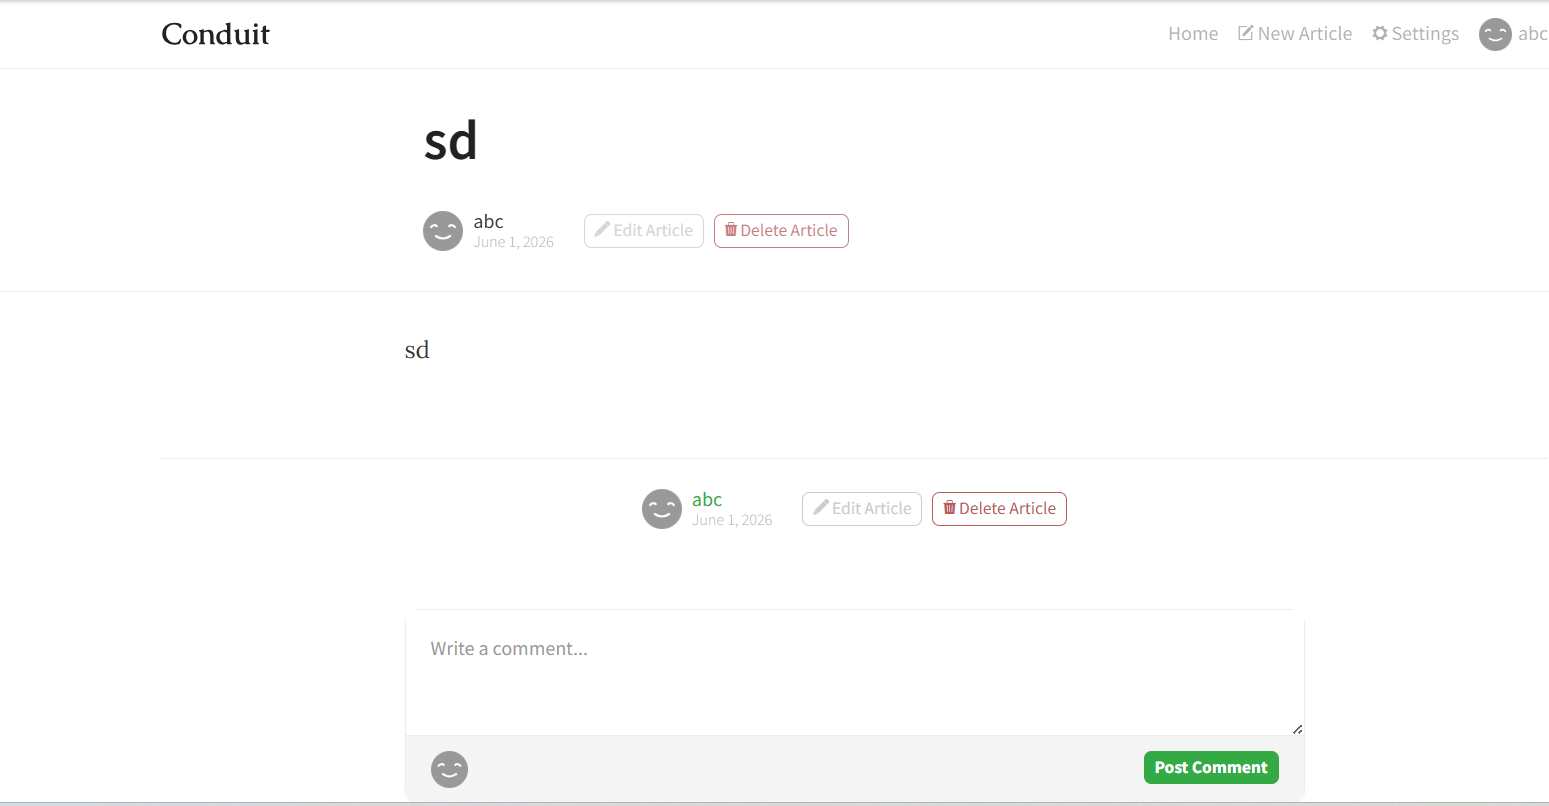 Conduit Home New Article Settings abc
sd
abc
June 1, 2026
Edit Article Delete Article
sd
abc
June 1, 2026
Edit Article Delete Article
Write a comment...
Post Comment